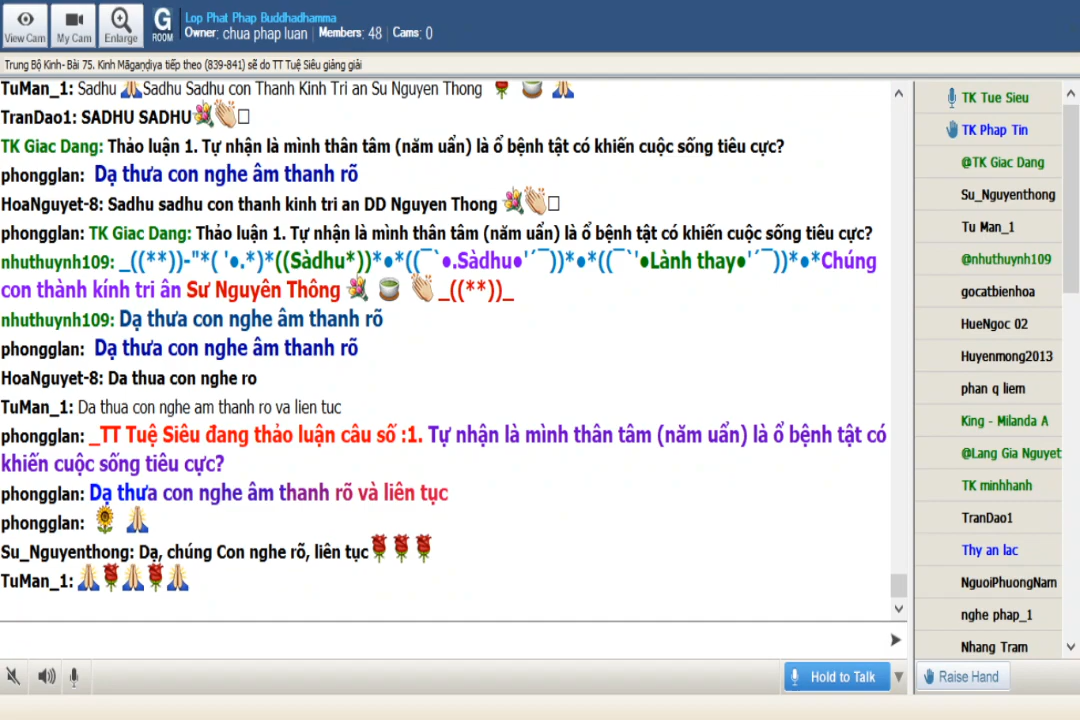 Lop Phat Phap Buddhadhamma
Owner: chua phap luan | Members: 48 | Cams: 0
View Cam
My Cam
Enlarge
G
ROOM
Trung Bộ Kinh- Bài 75. Kinh Māgaṇḍiya tiếp theo (839-841) sẽ do TT Tuệ Siêu giảng giải
TuMan_1: Sadhu 🙏Sadhu Sadhu con Thanh Kinh Tri an Su Nguyen Thong 🌹 🍵 🙏
TranDao1: SADHU SADHU💐👏□
TK Giac Dang: Thảo luận 1. Tự nhận là mình thân tâm (năm uẩn) là ổ bệnh tật có khiến cuộc sống tiêu cực?
phongglan: Dạ thưa con nghe âm thanh rõ
HoaNguyet-8: Sadhu sadhu con thanh kinh tri an DD Nguyen Thong 💐👏□
phongglan: TK Giac Dang: Thảo luận 1. Tự nhận là mình thân tâm (năm uẩn) là ổ bệnh tật có khiến cuộc sống tiêu cực?
nhuthuynh109: _((**))-"*( '●.*)*((Sàdhu*))*●*((¯`●.Sàdhu●'´¯))*●*((¯`'●Lành thay●'´¯))*●*Chúng
con thành kính tri ân Sư Nguyên Thông 💐 🍵 👏_((**))_
nhuthuynh109: Dạ thưa con nghe âm thanh rõ
phongglan: Dạ thưa con nghe âm thanh rõ
HoaNguyet-8: Da thua con nghe ro
TuMan_1: Da thua con nghe am thanh ro va lien tuc
phongglan: _TT Tuệ Siêu đang thảo luận câu số :1. Tự nhận là mình thân tâm (năm uẩn) là ổ bệnh tật có
khiến cuộc sống tiêu cực?
phongglan: Dạ thưa con nghe âm thanh rõ và liên tục
phongglan: 🌻 🙏
Su_Nguyenthong: Dạ, chúng Con nghe rõ, liên tục🌹🌹🌹
TuMan_1: 🙏🌹🙏🌹🙏
TK Tue Sieu
TK Phap Tin
@TK Giac Dang
Su_Nguyenthong
Tu Man_1
@nhuthuynh109
gocatbienhoa
HueNgoc 02
Huyenmong2013
phan q liem
King - Milanda A
@Lang Gia Nguyet
TK minhhanh
TranDao1
Thy an lac
NguoiPhuongNam
nghe phap_1
Nhang Tram
Hold to Talk
Raise Hand